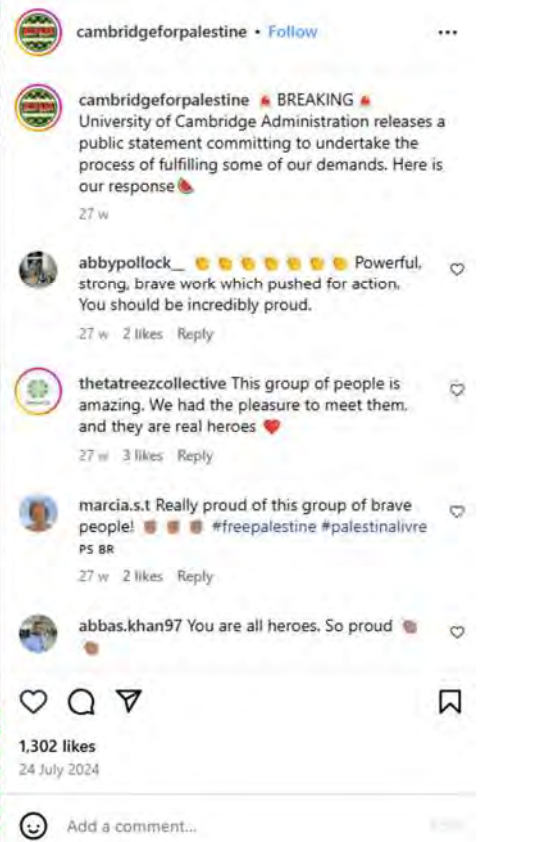 cambridgeforpalestine • Follow
cambridgeforpalestine 🚨 BREAKING 🚨
University of Cambridge Administration releases a
public statement committing to undertake the
process of fulfilling some of our demands. Here is
our response🍉
27 w
abbypollock__ 👏 👏 👏 👏 👏 👏 👏 Powerful,
strong, brave work which pushed for action.
You should be incredibly proud.
27 w 2 likes Reply
thetatreezcollective This group of people is
amazing. We had the pleasure to meet them,
and they are real heroes ❤️
27 w 3 likes Reply
marcia.s.t Really proud of this group of brave
people! ✊🏽 ✊🏽 ✊🏽 #freepalestine #palestinalivre
PS BR
27 w 2 likes Reply
abbas.khan97 You are all heroes. So proud 👏🏽
👏🏽
1,302 likes
24 July 2024
Add a comment...